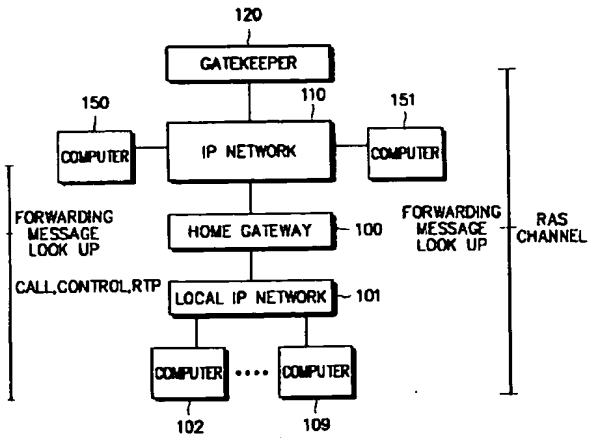 120
GATEKEEPER
110
150
151
COMPUTER
IP NETWORK
COMPUTER
FORWARDING
MESSAGE
LOOK UP
HOME GATEWAY
100
FORWARDING
MESSAGE
LOOK UP
RAS
CHANNEL
CALL,CONTROL,RTP
LOCAL IP NETWORK
101
COMPUTER
....
COMPUTER
102
109